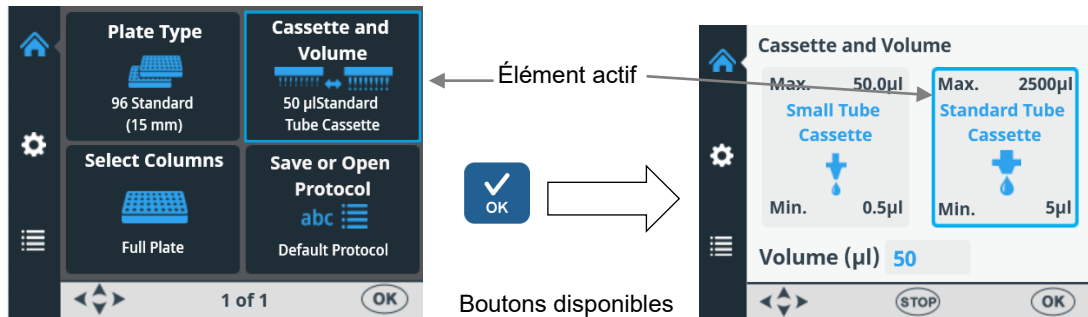 Plate Type
96 Standard
(15 mm)
Cassette and
Volume
50 µlStandard
Tube Cassette
Select Columns
Full Plate
Save or Open
Protocol
abc
Default Protocol
1 of 1
OK
Élément actif
OK
Boutons disponibles
Cassette and Volume
Max. 50.0µl
Small Tube
Cassette
Min. 0.5µl
Max. 2500µl
Standard Tube
Cassette
Min. 5µl
Volume (µl) 50
STOP
OK